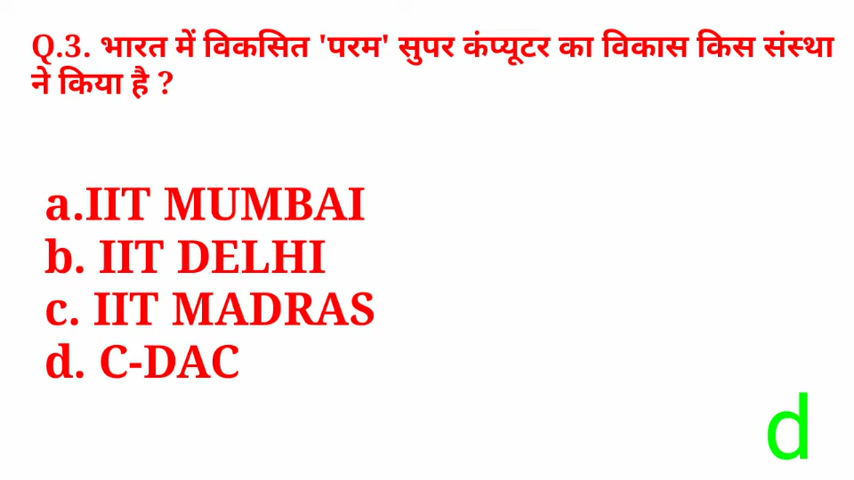 Q.3. भारत में विकसित 'परम' सुपर कंप्यूटर का विकास किस संस्था
ने किया है ?
a.IIT MUMBAI
b. IIT DELHI
c. IIT MADRAS
d. C-DAC
d